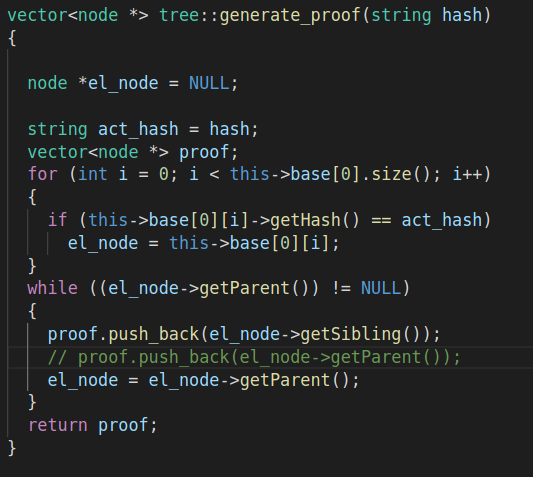 vector<node *> tree::generate_proof(string hash)
{
node *el_node = NULL;
string act_hash = hash;
vector<node *> proof;
for (int i = 0; i < this->base[0].size(); i++)
{
if (this->base[0][i]->getHash() == act_hash)
el_node = this->base[0][i];
}
while ((el_node->getParent()) != NULL)
{
proof.push_back(el_node->getSibling());
// proof.push_back(el_node->getParent());
el_node = el_node->getParent();
}
return proof;
}